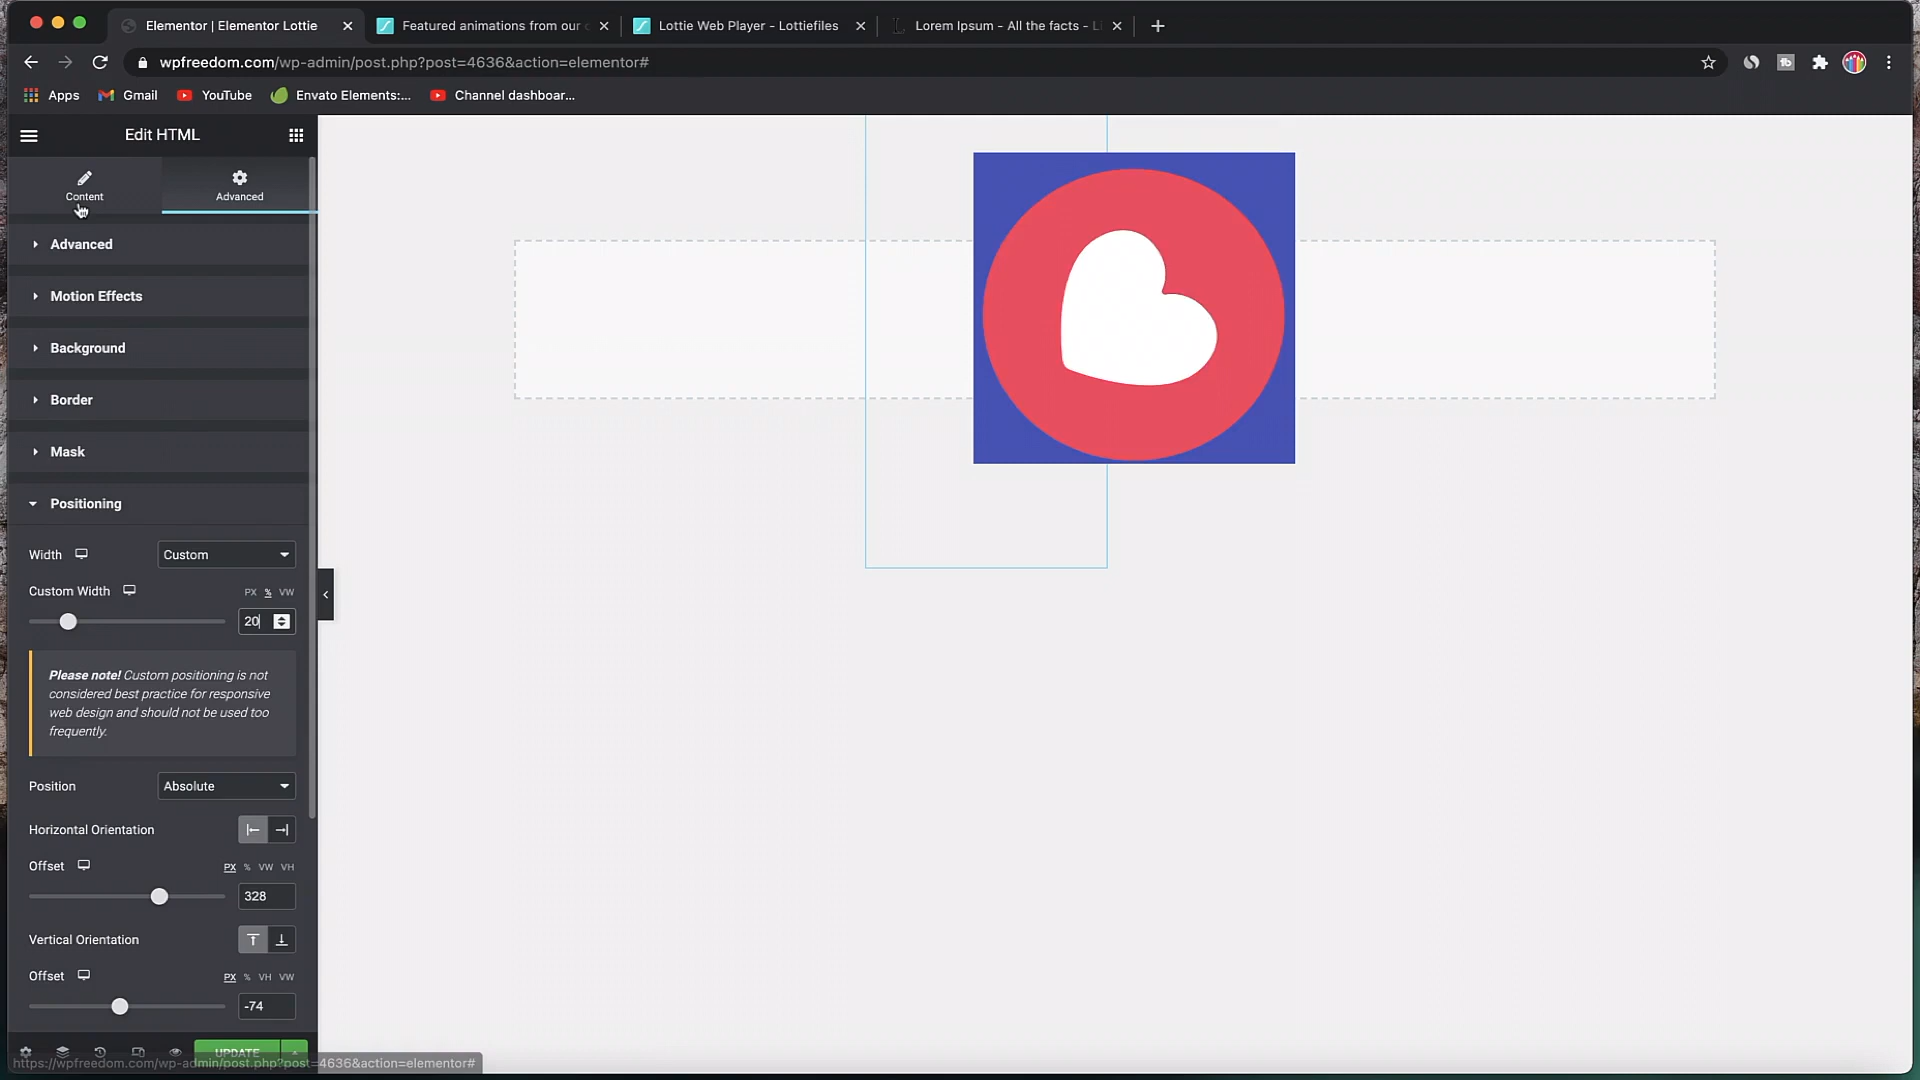 Elementor | Elementor Lottie
Featured animations from our
Lottie Web Player - Lottiefiles
Lorem Ipsum - All the facts - L
wpfreedom.com/wp-admin/post.php?post=4636&action=elementor#
Apps
Gmail
YouTube
Envato Elements:...
Channel dashboar...
Edit HTML
Content
Advanced
Advanced
Motion Effects
Background
Border
Mask
Positioning
Width
Custom
Custom Width
PX % VW
20
Please note! Custom positioning is not
considered best practice for responsive
web design and should not be used too
frequently.
Position
Absolute
Horizontal Orientation
Offset
PX % VW VH
328
Vertical Orientation
Offset
PX % VH VW
-74
UPDATE
https://wpfreedom.com/wp-admin/post.php?post=4636&action=elementor#